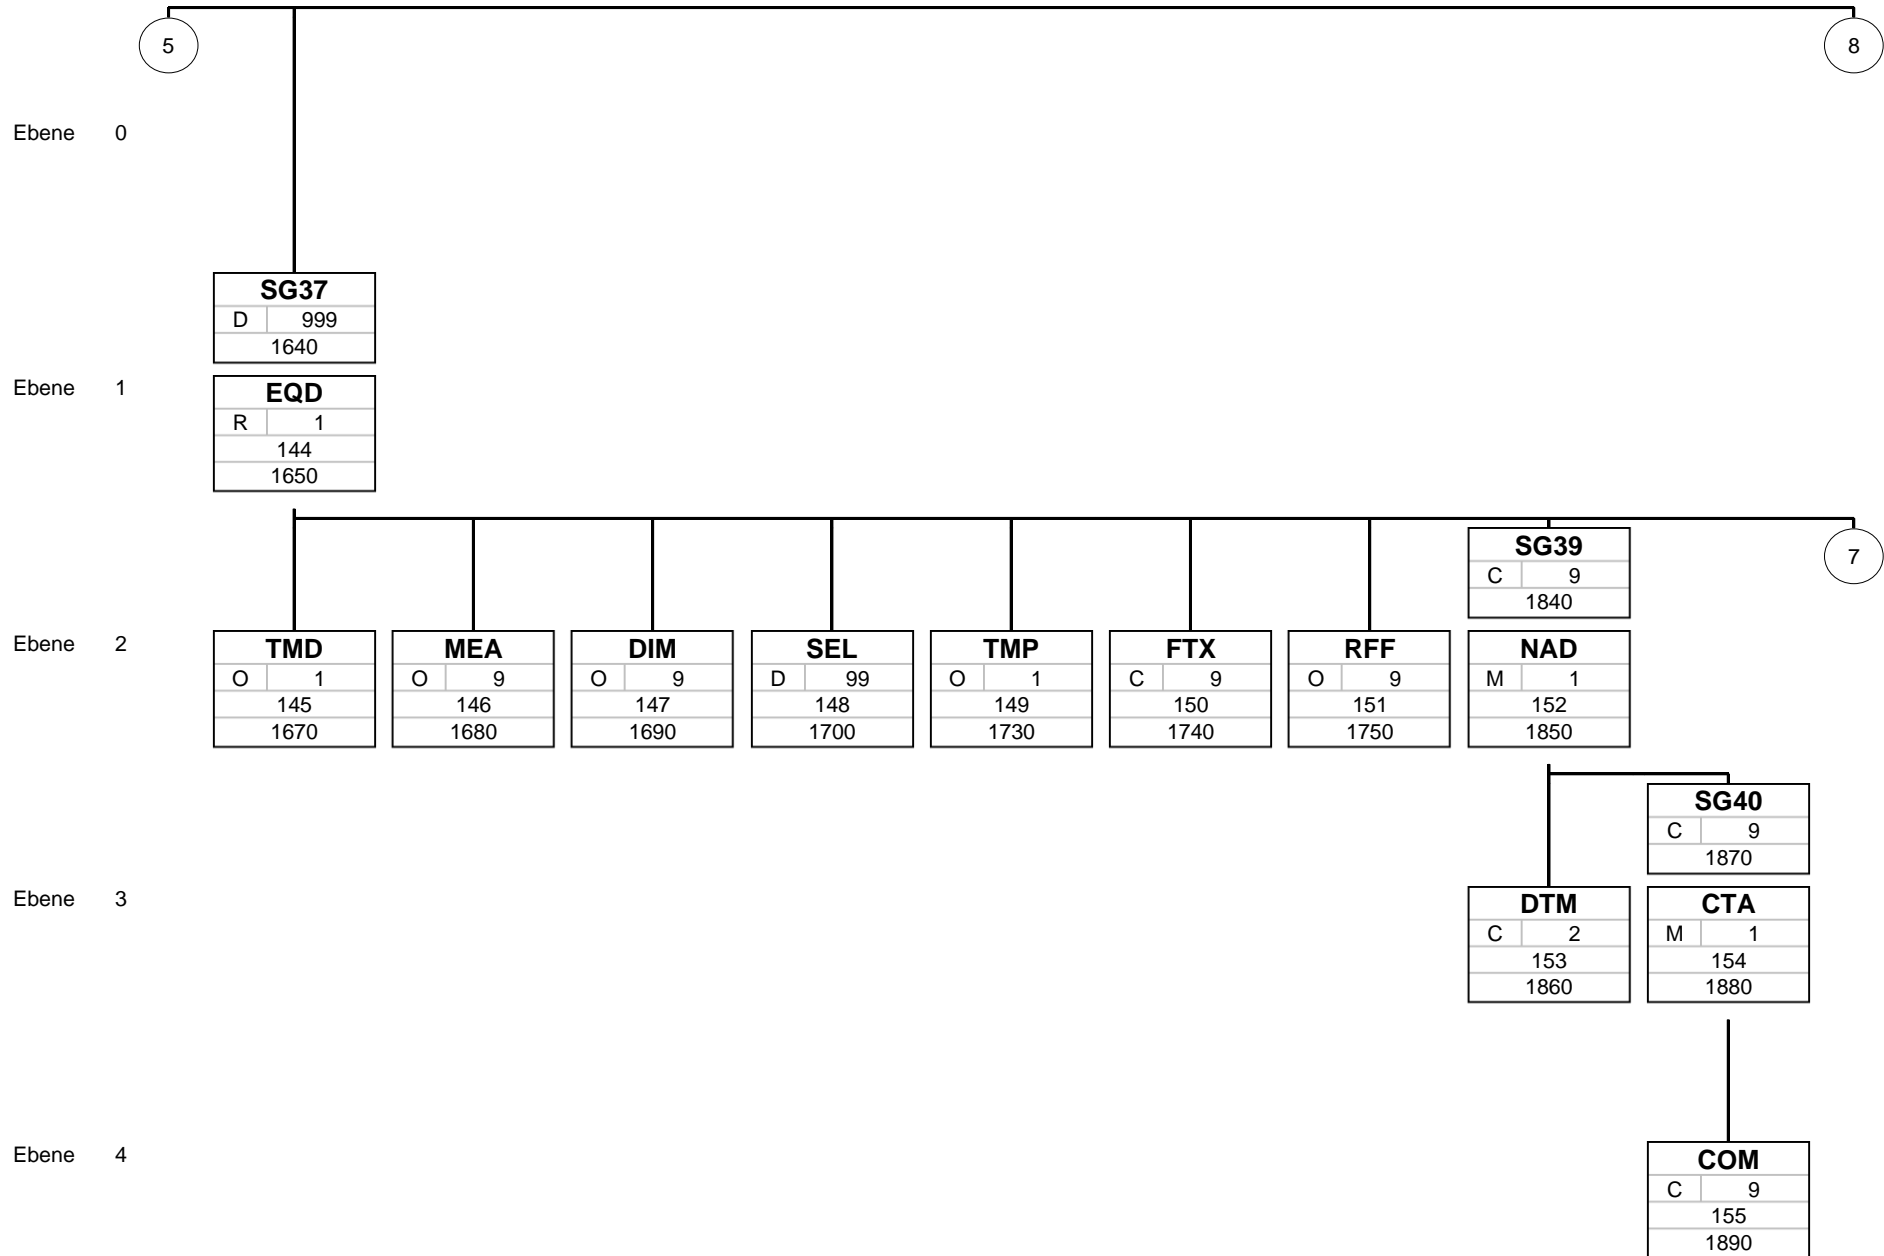 5
8
Ebene 0
SG37
D 999
1640
Ebene 1
EQD
R 1
144
1650
SG39
C 9
1840
7
Ebene 2
TMD
O 1
145
1670
MEA
O 9
146
1680
DIM
O 9
147
1690
SEL
D 99
148
1700
TMP
O 1
149
1730
FTX
C 9
150
1740
RFF
O 9
151
1750
NAD
M 1
152
1850
SG40
C 9
1870
Ebene 3
DTM
C 2
153
1860
CTA
M 1
154
1880
Ebene 4
COM
C 9
155
1890